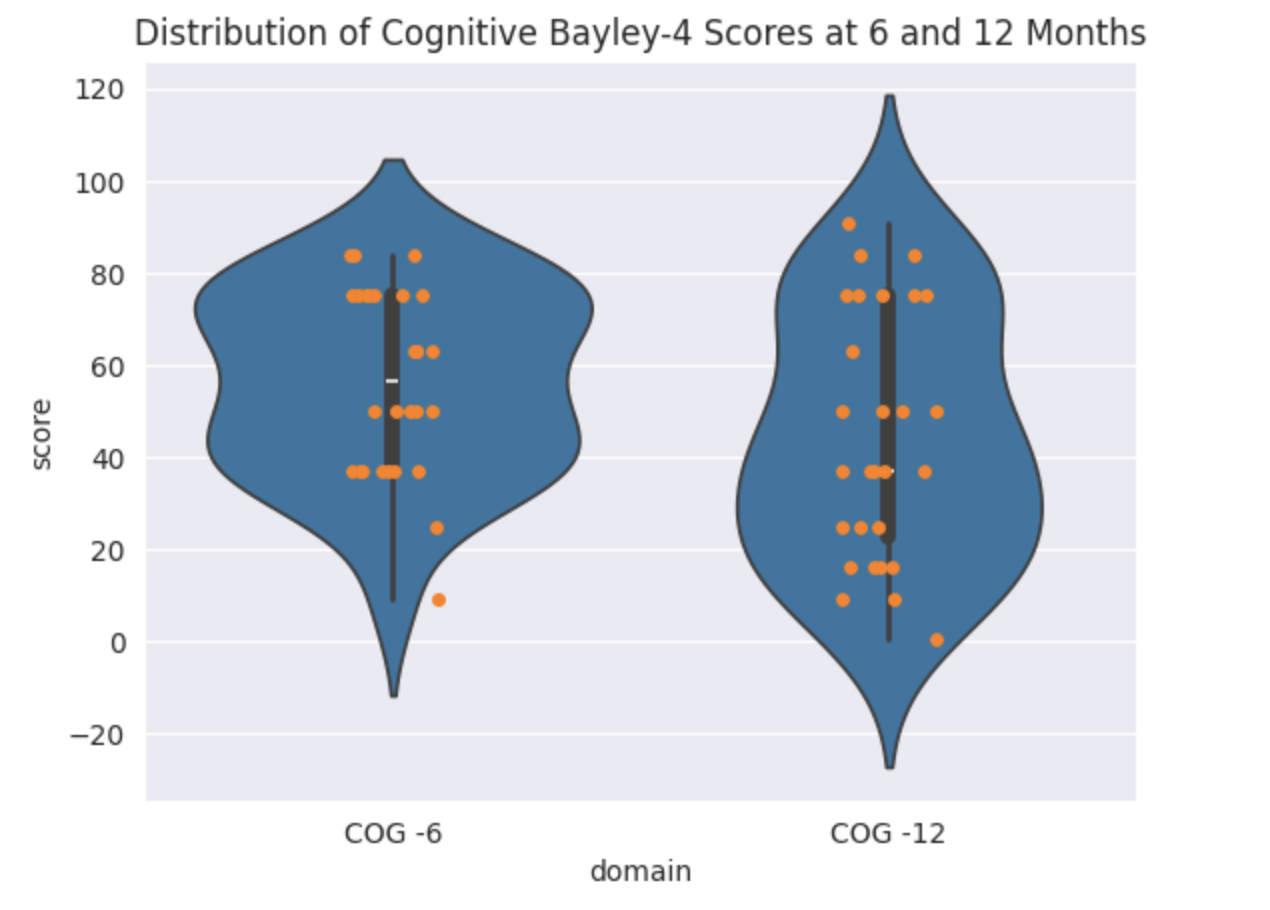 Distribution of Cognitive Bayley-4 Scores at 6 and 12 Months
120
100
80
60
40
20
0
−20
score
COG -6
COG -12
domain